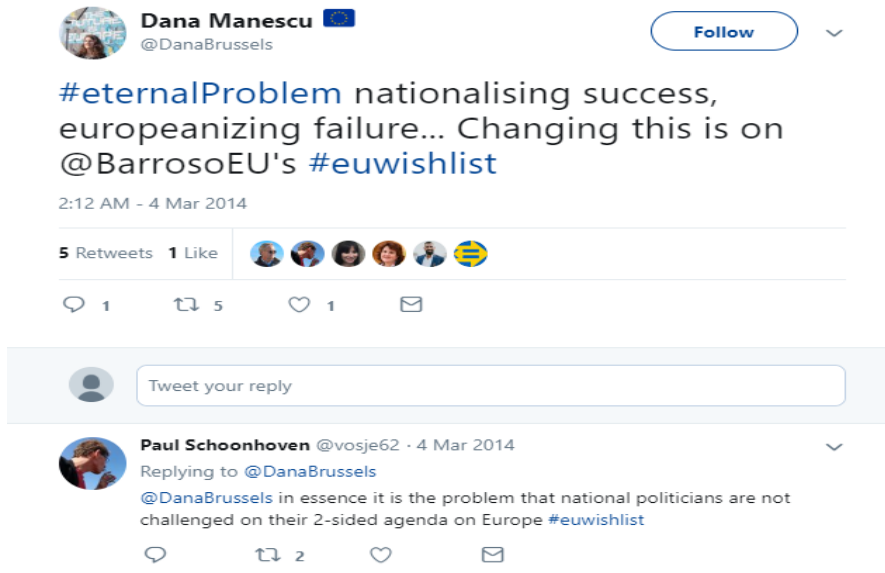 Dana Manescu
@DanaBrussels
Follow
#eternalProblem nationalising success,
europeanizing failure... Changing this is on
@BarrosoEU's #euwishlist
2:12 AM - 4 Mar 2014
5 Retweets 1 Like
1 5 1
Tweet your reply
Paul Schoonhoven @vosje62 · 4 Mar 2014
Replying to @DanaBrussels
@DanaBrussels in essence it is the problem that national politicians are not
challenged on their 2-sided agenda on Europe #euwishlist
2